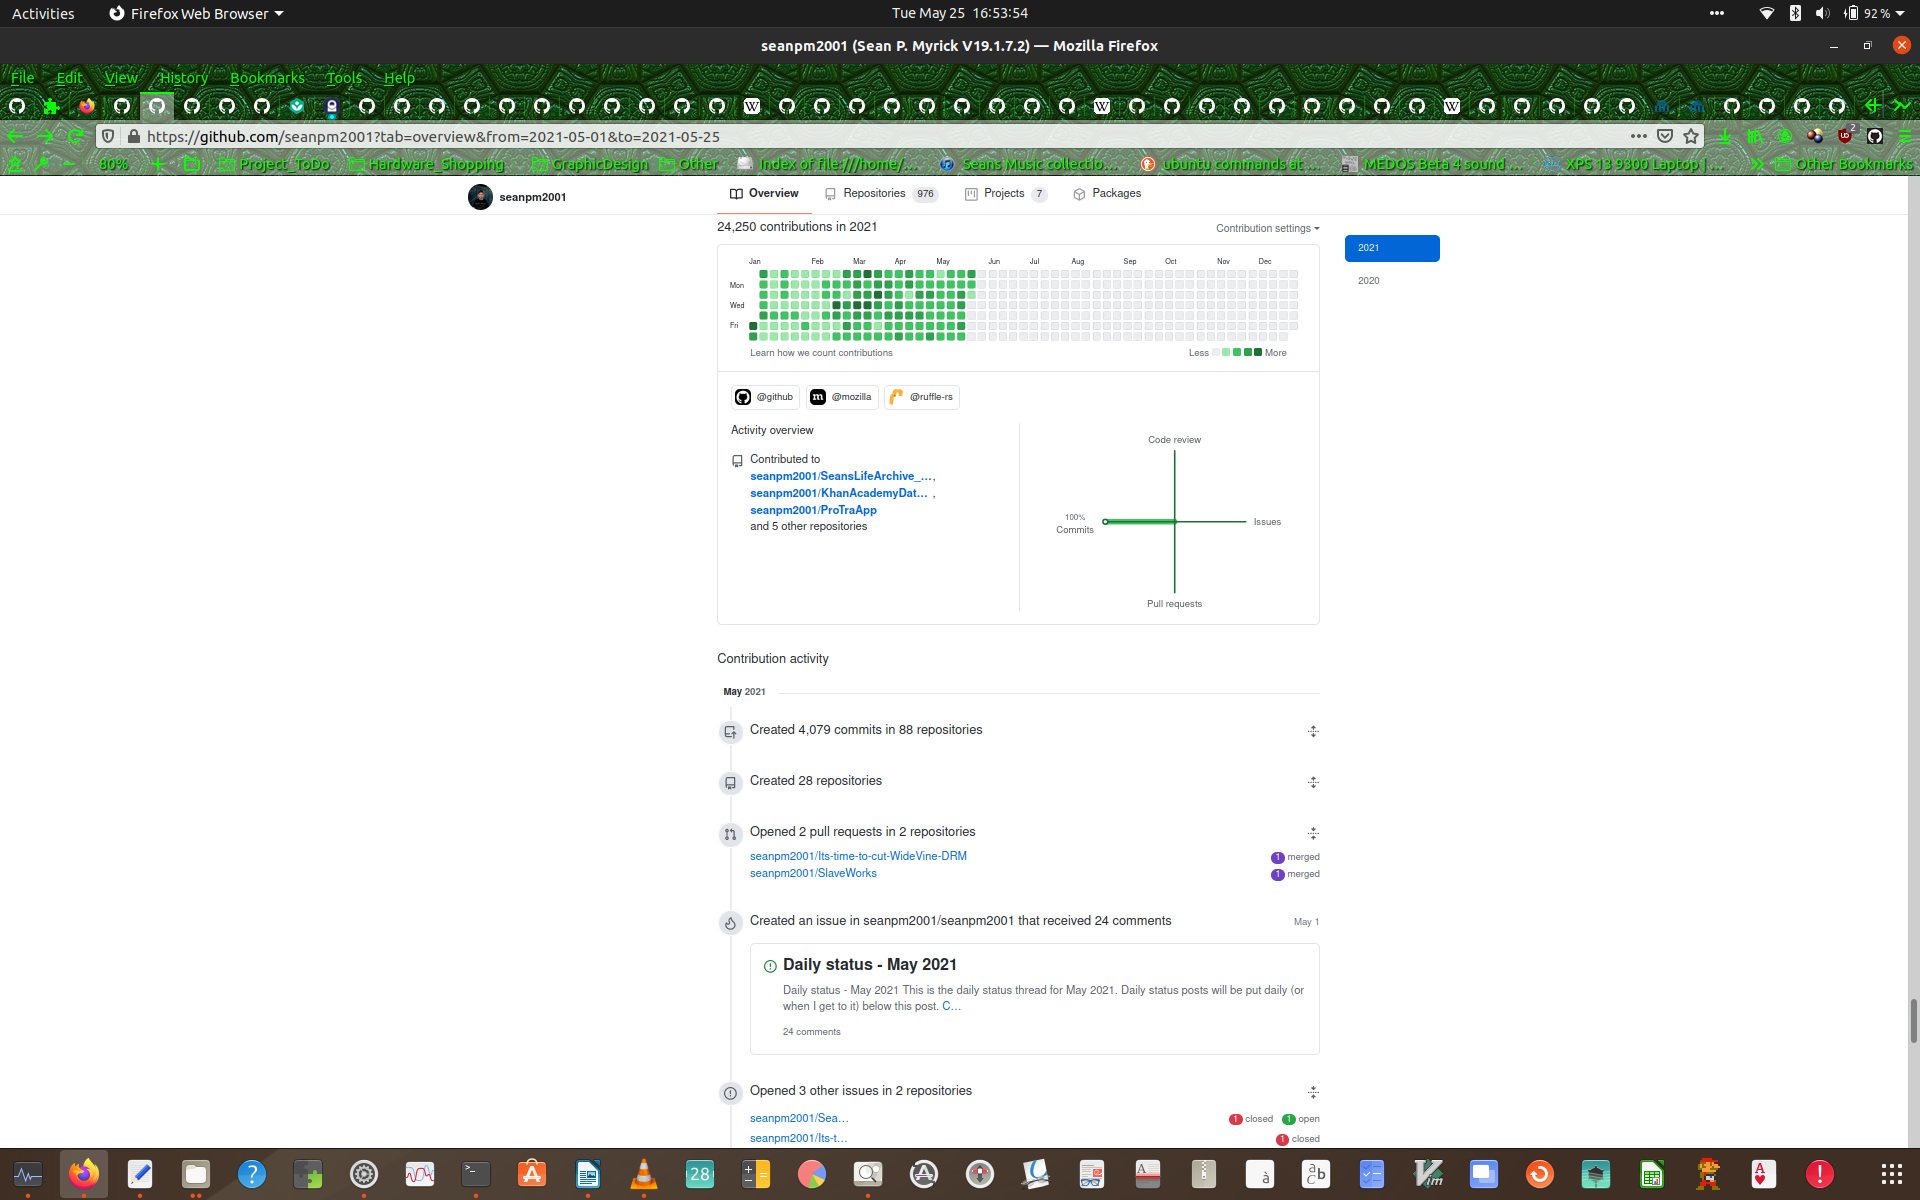 Activities
Firefox Web Browser
Tue May 25 16:53:54
92 %
seanpm2001 (Sean P. Myrick V19.1.7.2) — Mozilla Firefox
File Edit View History Bookmarks Tools Help
https://github.com/seanpm2001?tab=overview&from=2021-05-01&to=2021-05-25
2
80%
Project_ToDo
Hardware_Shopping
GraphicDesign
Other
Index of file:///home/...
Seans Music collectio...
ubuntu commands at ...
MEDOS Beta 4 sound ...
XPS 13 9300 Laptop | ...
Other Bookmarks
seanpm2001
Overview
Repositories 976
Projects 7
Packages
24,250 contributions in 2021
Contribution settings
2021
2020
Jan Feb Mar Apr May Jun Jul Aug Sep Oct Nov Dec
Mon
Wed
Fri
Learn how we count contributions
Less More
@github
@mozilla
@ruffle-rs
Activity overview
Contributed to
seanpm2001/SeansLifeArchive_…,
seanpm2001/KhanAcademyDat… ,
seanpm2001/ProTraApp
and 5 other repositories
Code review
100%
Commits
Issues
Pull requests
Contribution activity
May 2021
Created 4,079 commits in 88 repositories
Created 28 repositories
Opened 2 pull requests in 2 repositories
seanpm2001/Its-time-to-cut-WideVine-DRM 1 merged
seanpm2001/SlaveWorks 1 merged
Created an issue in seanpm2001/seanpm2001 that received 24 comments May 1
Daily status - May 2021
Daily status - May 2021 This is the daily status thread for May 2021. Daily status posts will be put daily (or
when I get to it) below this post. C…
24 comments
Opened 3 other issues in 2 repositories
seanpm2001/Sea… 1 closed 1 open
seanpm2001/Its-t… 1 closed
28